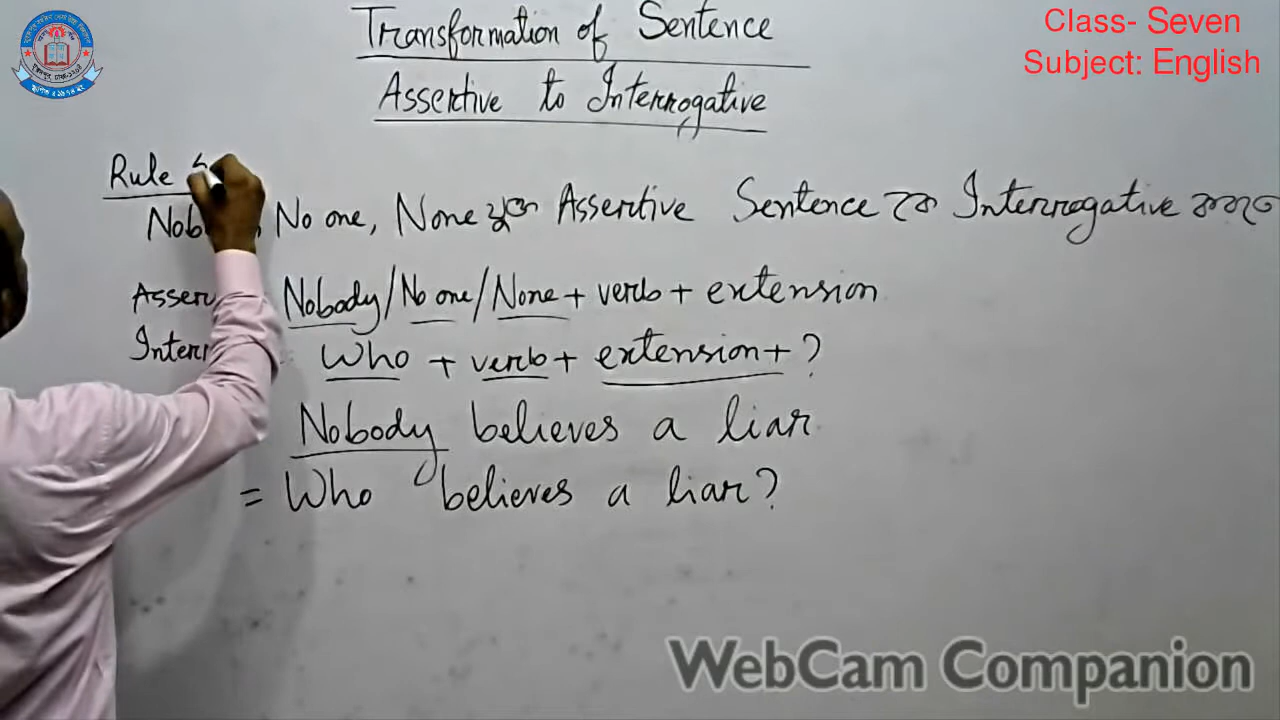 Transformation of Sentence
Class- Seven
Subject: English
Assertive to Interrogative
Rule
No one, None যুক্ত Assertive Sentence কে Interrogative করতে
Nobody/No one/None + verb + extension
Who + verb + extension + ?
Nobody believes a liar
= Who believes a liar?
WebCam Companion